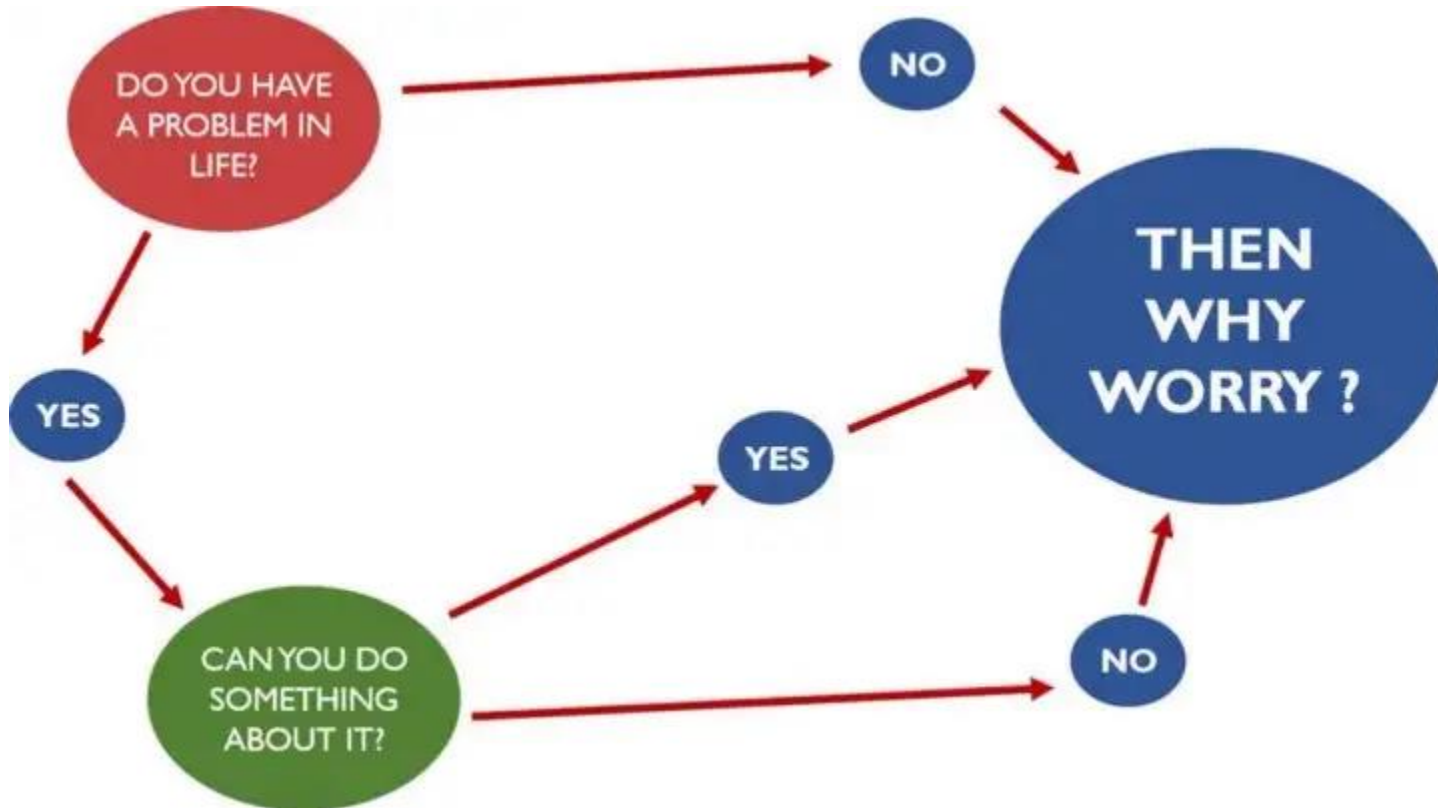 DO YOU HAVE
A PROBLEM IN
LIFE?
NO
THEN
WHY
WORRY ?
YES
YES
CAN YOU DO
SOMETHING
ABOUT IT?
NO